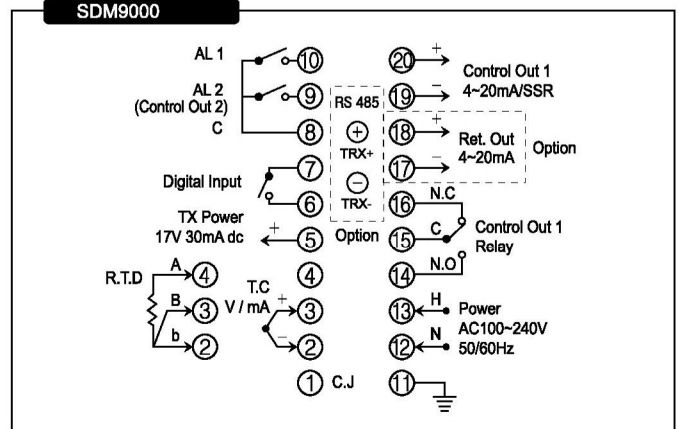 SDM9000
AL 1
10
AL 2
(Control Out 2)
9
C
8
Digital Input
7
6
TX Power
17V 30mA dc
+
5
RS 485
+
TRX+
−
TRX-
Option
20
+
19
−
Control Out 1
4~20mA/SSR
18
+
17
−
Ret. Out
4~20mA
Option
16
N.C
15
C
14
N.O
Control Out 1
Relay
R.T.D
A
4
B
3
b
2
4
T.C
V / mA
+
3
−
2
1
C.J
13
H
12
N
Power
AC100~240V
50/60Hz
11